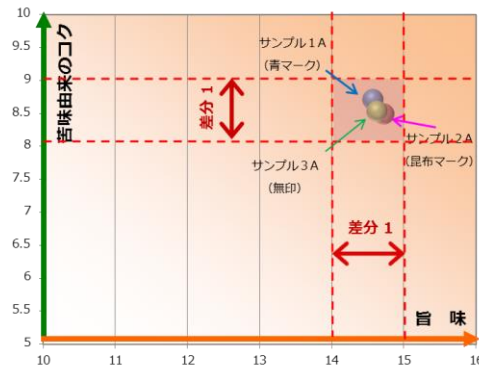 10
9.5
9
8.5
8
7.5
7
6.5
6
5.5
5
苦味由来のコク
サンプル1A
(青マーク)
差分 1
サンプル2A
(昆布マーク)
サンプル3A
(無印)
差分 1
旨 味
10 11 12 13 14 15 16